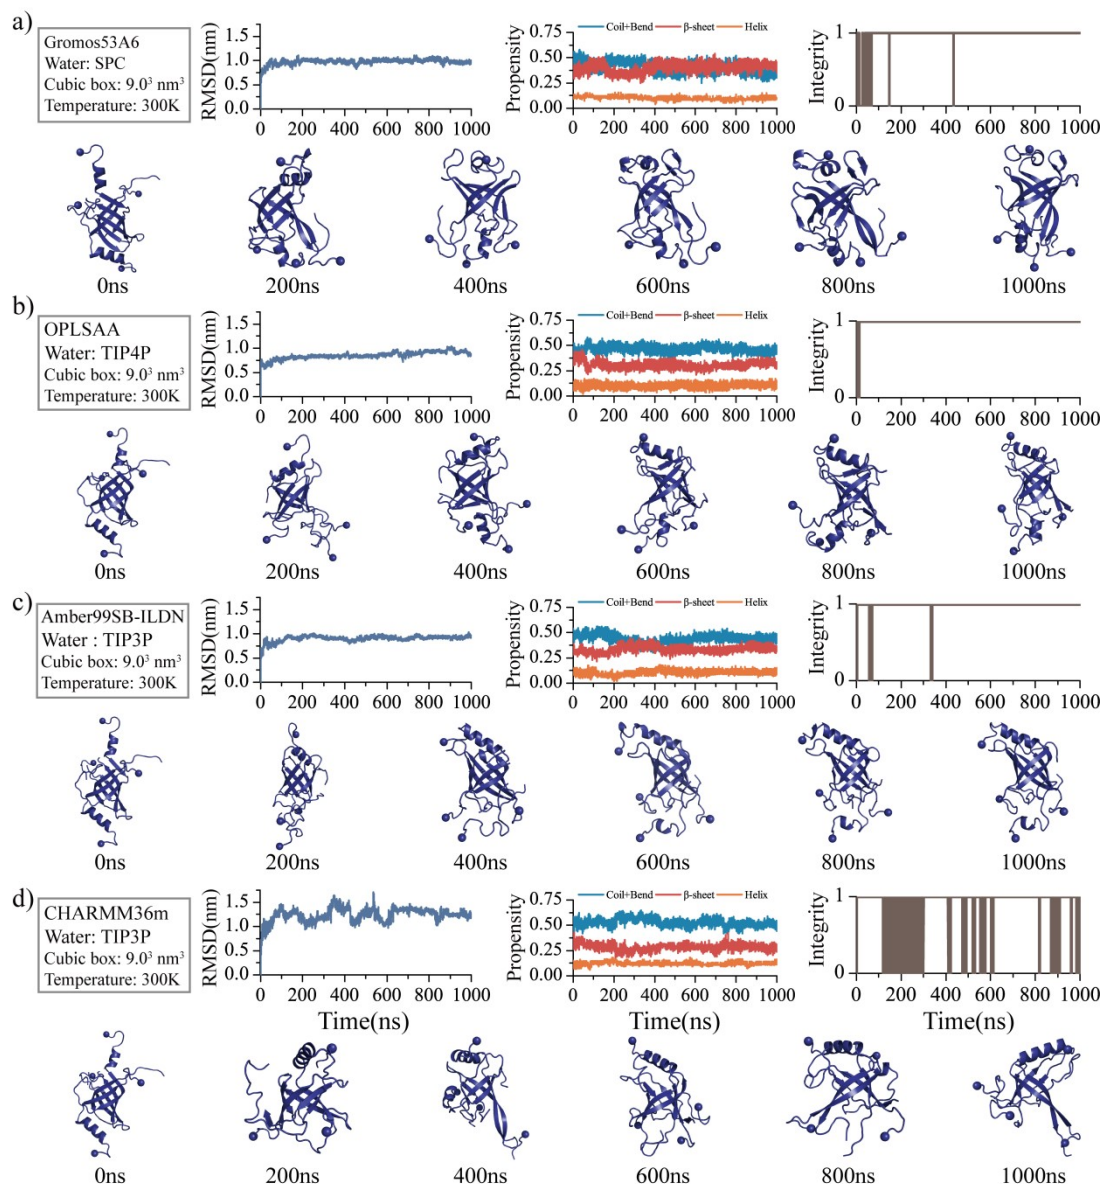 a)
Gromos53A6
Water: SPC
Cubic box: 9.0³ nm³
Temperature: 300K
RMSD(nm)
1.5
1.0
0.5
0.0
0 200 400 600 800 1000
Coil+Bend β-sheet Helix
Propensity
0.75
0.50
0.25
0.00
0 200 400 600 800 1000
Integrity
1
0
0 200 400 600 800 1000
0ns 200ns 400ns 600ns 800ns 1000ns
b)
OPLSAA
Water: TIP4P
Cubic box: 9.0³ nm³
Temperature: 300K
RMSD(nm)
1.5
1.0
0.5
0.0
0 200 400 600 800 1000
Coil+Bend β-sheet Helix
Propensity
0.75
0.50
0.25
0.00
0 200 400 600 800 1000
Integrity
1
0
0 200 400 600 800 1000
0ns 200ns 400ns 600ns 800ns 1000ns
c)
Amber99SB-ILDN
Water : TIP3P
Cubic box: 9.0³ nm³
Temperature: 300K
RMSD(nm)
1.5
1.0
0.5
0.0
0 200 400 600 800 1000
Coil+Bend β-sheet Helix
Propensity
0.75
0.50
0.25
0.00
0 200 400 600 800 1000
Integrity
1
0
0 200 400 600 800 1000
0ns 200ns 400ns 600ns 800ns 1000ns
d)
CHARMM36m
Water: TIP3P
Cubic box: 9.0³ nm³
Temperature: 300K
RMSD(nm)
1.5
1.0
0.5
0.0
0 200 400 600 800 1000
Time(ns)
Coil+Bend β-sheet Helix
Propensity
0.75
0.50
0.25
0.00
0 200 400 600 800 1000
Time(ns)
Integrity
1
0
0 200 400 600 800 1000
Time(ns)
0ns 200ns 400ns 600ns 800ns 1000ns